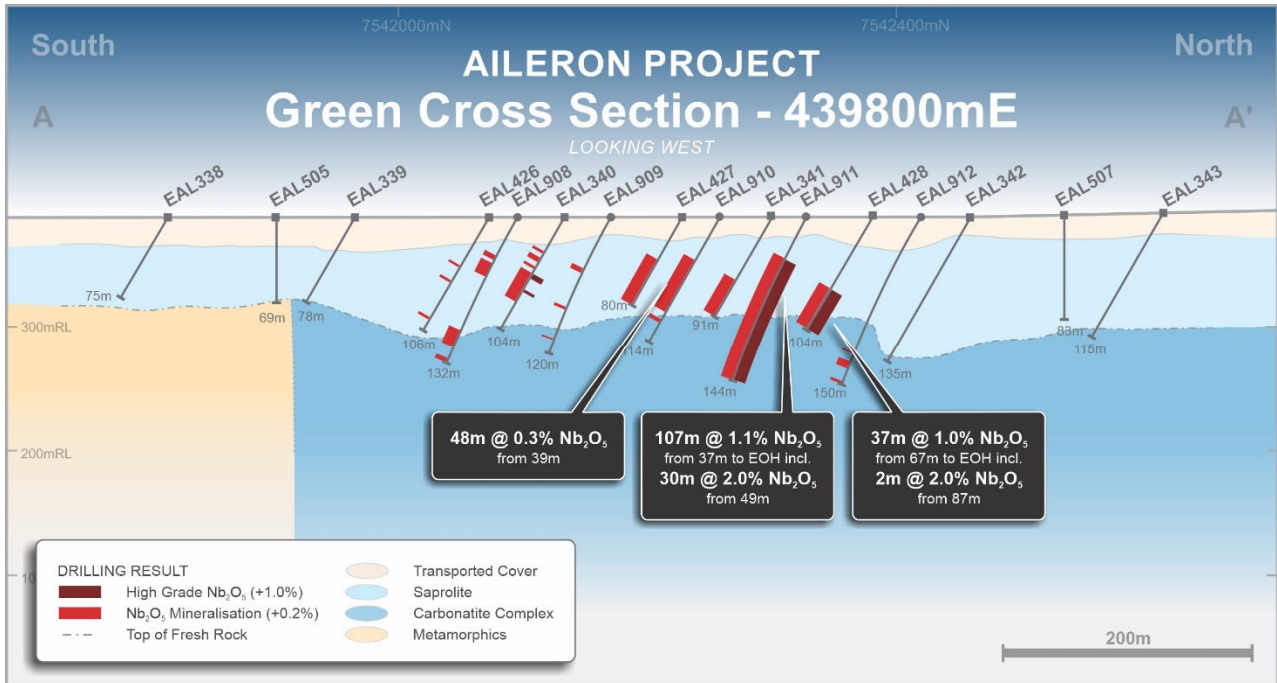 7542000mN
7542400mN
South
North
AILERON PROJECT
Green Cross Section - 439800mE
A
A'
LOOKING WEST
EAL338
EAL505
EAL339
EAL426
EAL908
EAL340
EAL909
EAL427
EAL910
EAL341
EAL911
EAL428
EAL912
EAL342
EAL507
EAL343
75m
69m
78m
106m
132m
104m
120m
80m
114m
91m
144m
104m
150m
135m
83m
115m
300mRL
200mRL
48m @ 0.3% Nb₂O₅
from 39m
107m @ 1.1% Nb₂O₅
from 37m to EOH incl.
30m @ 2.0% Nb₂O₅
from 49m
37m @ 1.0% Nb₂O₅
from 67m to EOH incl.
2m @ 2.0% Nb₂O₅
from 87m
DRILLING RESULT
High Grade Nb₂O₅ (+1.0%)
Nb₂O₅ Mineralisation (+0.2%)
Top of Fresh Rock
Transported Cover
Saprolite
Carbonatite Complex
Metamorphics
200m